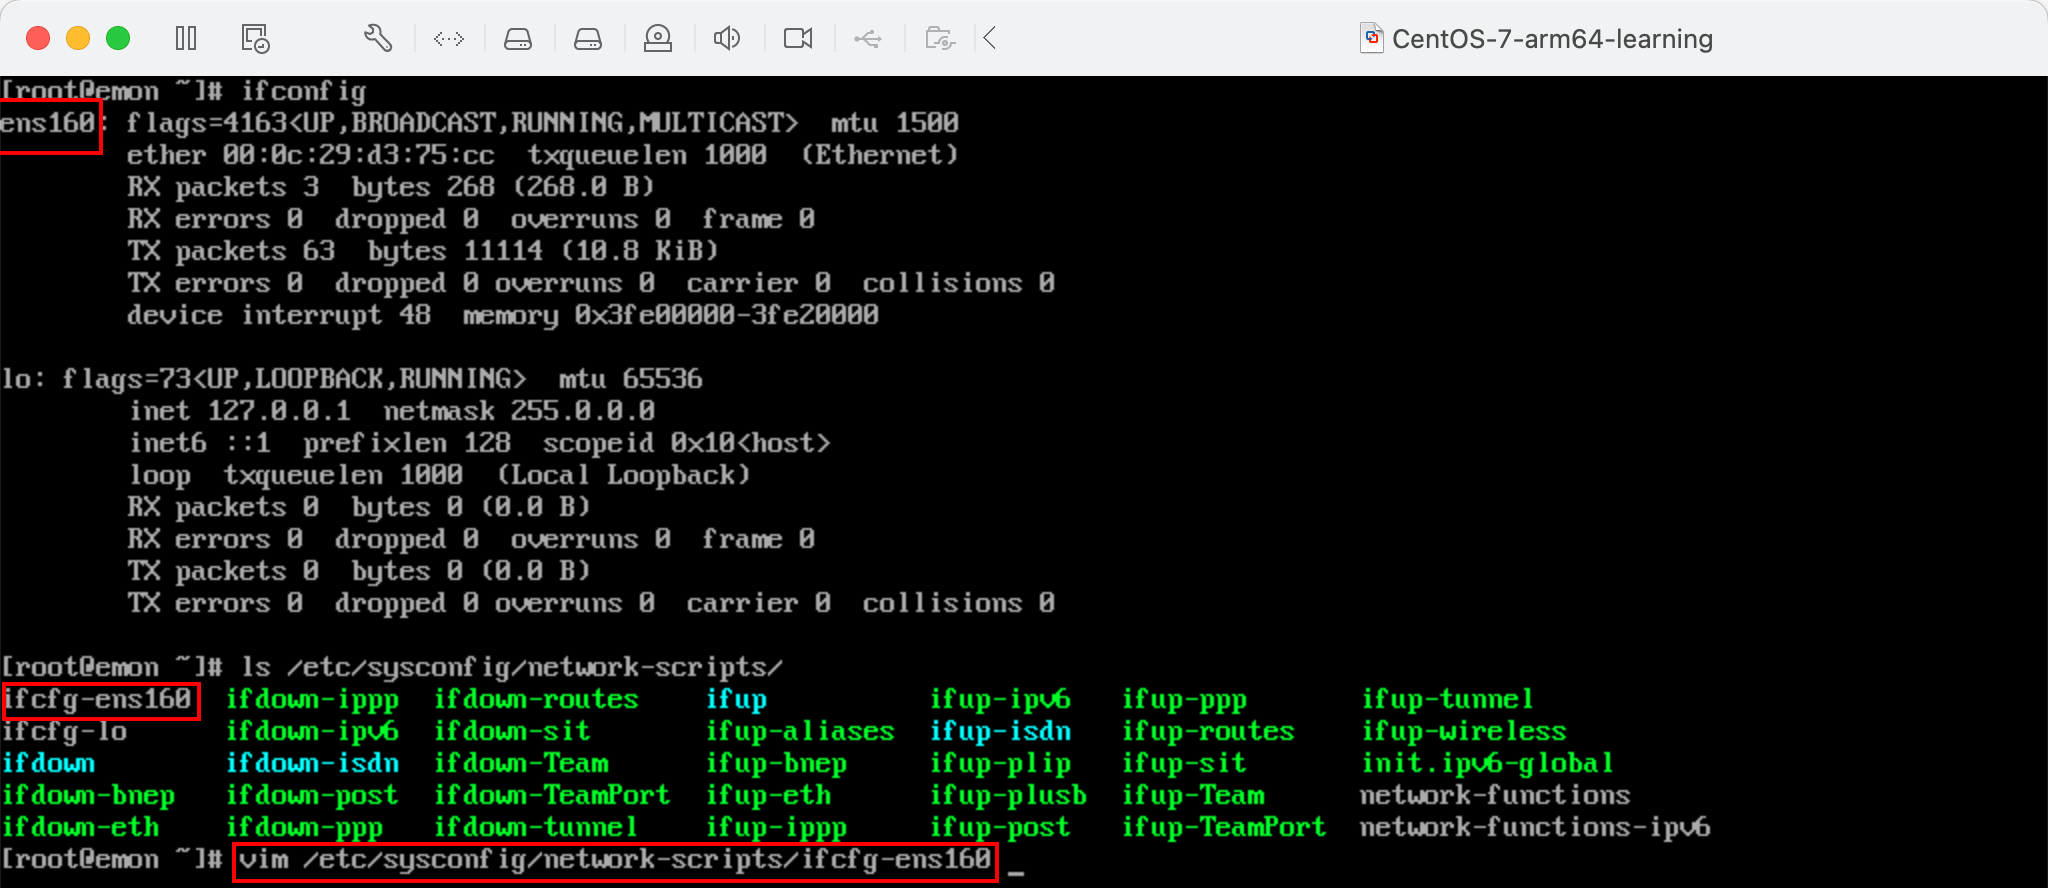 CentOS-7-arm64-learning
[root@emon ~]# ifconfig
ens160: flags=4163<UP,BROADCAST,RUNNING,MULTICAST>  mtu 1500
        ether 00:0c:29:d3:75:cc  txqueuelen 1000  (Ethernet)
        RX packets 3  bytes 268 (268.0 B)
        RX errors 0  dropped 0  overruns 0  frame 0
        TX packets 63  bytes 11114 (10.8 KiB)
        TX errors 0  dropped 0 overruns 0  carrier 0  collisions 0
        device interrupt 48  memory 0x3fe00000-3fe20000
lo: flags=73<UP,LOOPBACK,RUNNING>  mtu 65536
        inet 127.0.0.1  netmask 255.0.0.0
        inet6 ::1  prefixlen 128  scopeid 0x10<host>
        loop  txqueuelen 1000  (Local Loopback)
        RX packets 0  bytes 0 (0.0 B)
        RX errors 0  dropped 0  overruns 0  frame 0
        TX packets 0  bytes 0 (0.0 B)
        TX errors 0  dropped 0 overruns 0  carrier 0  collisions 0
[root@emon ~]# ls /etc/sysconfig/network-scripts/
ifcfg-ens160  ifdown-ippp  ifdown-routes    ifup          ifup-ipv6   ifup-ppp       ifup-tunnel
ifcfg-lo      ifdown-ipv6  ifdown-sit       ifup-aliases  ifup-isdn   ifup-routes    ifup-wireless
ifdown        ifdown-isdn  ifdown-Team      ifup-bnep     ifup-plip   ifup-sit       init.ipv6-global
ifdown-bnep   ifdown-post  ifdown-TeamPort  ifup-eth      ifup-plusb  ifup-Team      network-functions
ifdown-eth    ifdown-ppp   ifdown-tunnel    ifup-ippp     ifup-post   ifup-TeamPort  network-functions-ipv6
[root@emon ~]# vim /etc/sysconfig/network-scripts/ifcfg-ens160 _